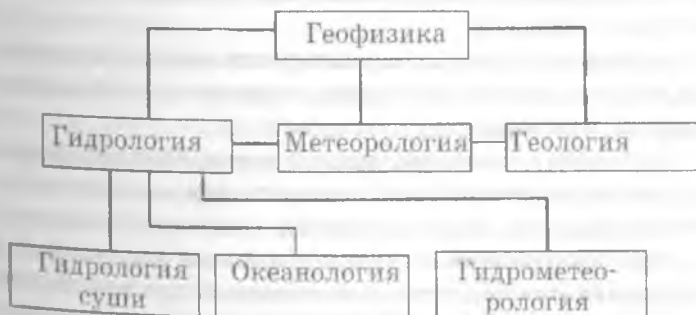 Геофизика
Гидрология
Метеорология
Геология
Гидрология
суши
Океанология
Гидрометео-
рология